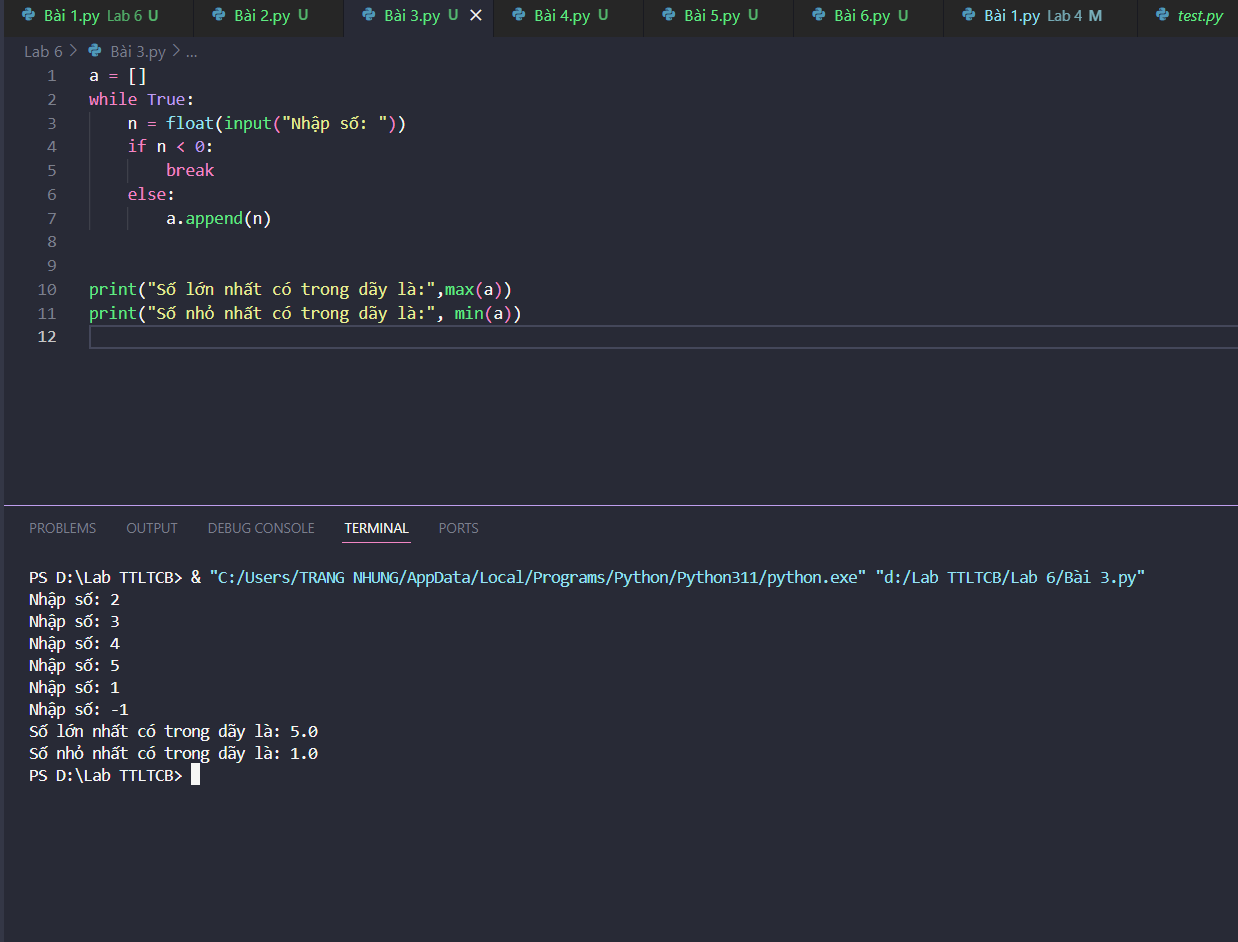 Bài 1.py Lab 6 U Bài 2.py U Bài 3.py U Bài 4.py U Bài 5.py U Bài 6.py U Bài 1.py Lab 4 M test.py
Lab 6 > Bài 3.py > ...
1 a = []
2 while True:
3 n = float(input("Nhập số: "))
4 if n < 0:
5 break
6 else:
7 a.append(n)
8
9
10 print("Số lớn nhất có trong dãy là:",max(a))
11 print("Số nhỏ nhất có trong dãy là:", min(a))
12
PROBLEMS OUTPUT DEBUG CONSOLE TERMINAL PORTS
PS D:\Lab TTLTCB> & "C:/Users/TRANG NHUNG/AppData/Local/Programs/Python/Python311/python.exe" "d:/Lab TTLTCB/Lab 6/Bài 3.py"
Nhập số: 2
Nhập số: 3
Nhập số: 4
Nhập số: 5
Nhập số: 1
Nhập số: -1
Số lớn nhất có trong dãy là: 5.0
Số nhỏ nhất có trong dãy là: 1.0
PS D:\Lab TTLTCB>